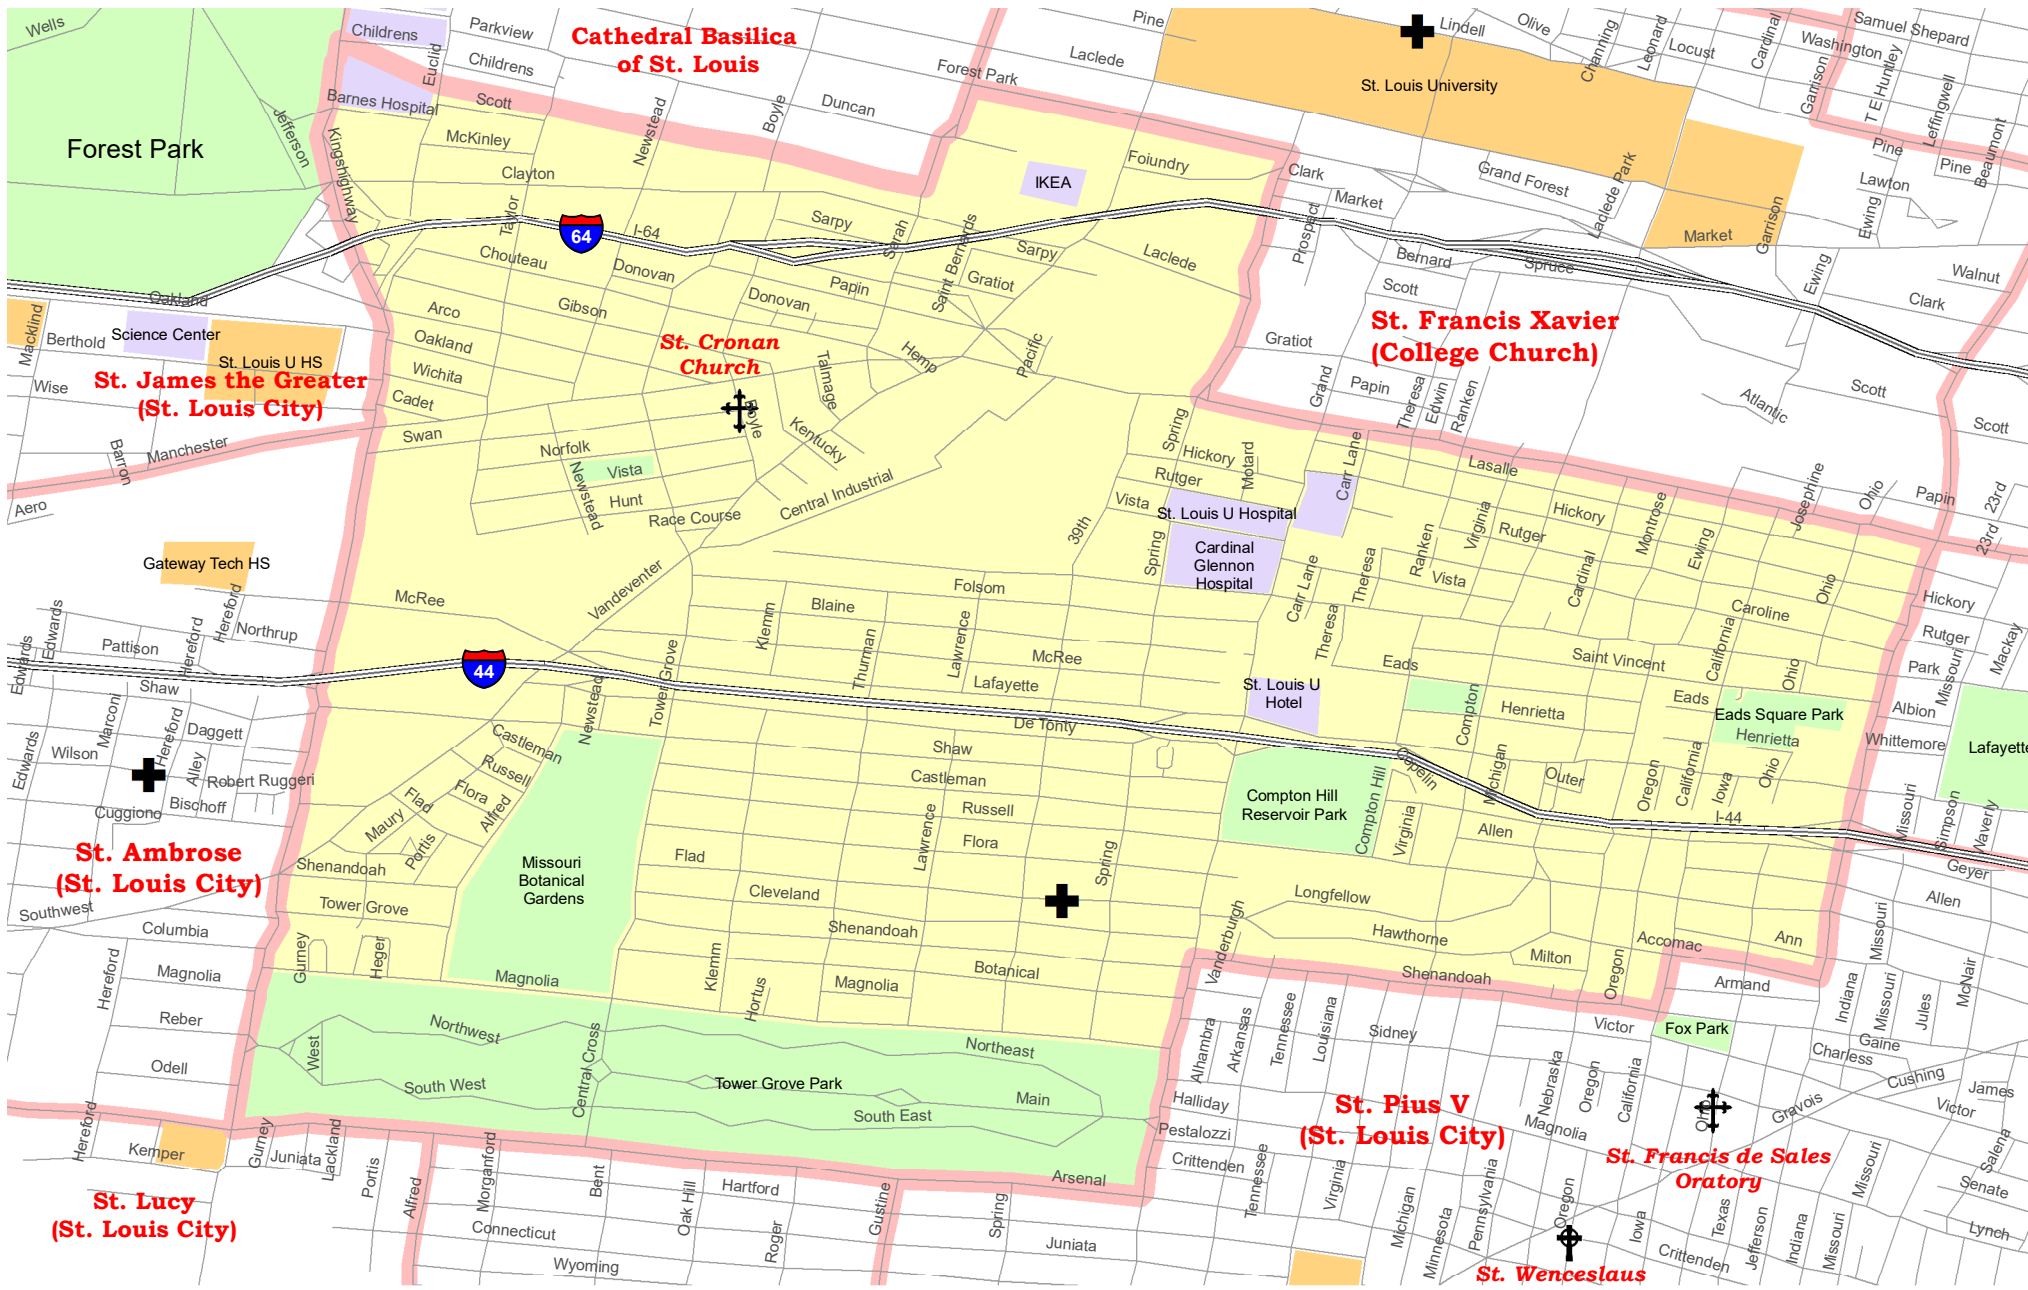 Wells
Childrens
Parkview
Cathedral Basilica
of St. Louis
Pine
Lindell
Olive
Channing
Leonard
Locust
Cardinal
Samuel Shepard
Washington
Euclid
Childrens
Laclede
Forest Park
St. Louis University
Garrison
T E Huntley
Leffingwell
Barnes Hospital
Scott
Newstead
Boyle
Duncan
Jefferson
Kingshighway
McKinley
Forest Park
Clayton
IKEA
Foiundry
Clark
Market
Grand Forest
Laclede Park
Pine
Pine
Beaumont
Lawton
Ewing
Taylor
64
I-64
Sarpy
Sarah
Saint Bernards
Sarpy
Laclede
Prospect
Bernard
Spruce
Market
Garrison
Ewing
Walnut
Chouteau
Donovan
Donovan
Papin
Gratiot
Scott
Clark
Oakland
Macklind
Berthold
Science Center
St. Louis U HS
Arco
Gibson
Oakland
Wichita
Cadet
Swan
St. Cronan
Church
Hemp
Pacific
Talmage
Boyle
Kentucky
St. Francis Xavier
(College Church)
Gratiot
Grand
Papin
Theresa
Edwin
Ranken
Atlantic
Scott
Scott
Wise
St. James the Greater
(St. Louis City)
Barron
Manchester
Aero
Norfolk
Vista
Newstead
Hunt
Race Course
Central Industrial
Spring
Hickory
Rutger
Motard
Carr Lane
Lasalle
Vista
St. Louis U Hospital
39th
Spring
Cardinal
Glennon
Hospital
Hickory
Virginia
Rutger
Ranken
Montrose
Ewing
Josephine
Ohio
Papin
23rd
23rd
Gateway Tech HS
McRee
Vandeventer
Folsom
Blaine
Klemm
Thurman
Lawrence
McRee
Lafayette
Carr Lane
Theresa
Theresa
Vista
Cardinal
Caroline
Ohio
California
Hickory
Rutger
Park
Missouri
Mackay
Edwards
Edwards
Hereford
Hereford
Northrup
Pattison
44
Tower Grove
Newstead
De Tonty
St. Louis U
Hotel
Eads
Compton
Henrietta
Saint Vincent
Eads
Ohio
Eads Square Park
Henrietta
Albion
Whittemore
Lafayette
Shaw
Marconi
Hereford
Daggett
Wilson
Edwards
Alley
Robert Ruggeri
Cuggiono
Bischoff
Castleman
Russell
Flora
Alfred
Flad
Maury
Portis
Shenandoah
Tower Grove
Gurney
Heger
Shaw
Castleman
Russell
Flora
Lawrence
Flad
Cleveland
Spring
Shenandoah
Missouri
Botanical
Gardens
Compton Hill
Reservoir Park
Compton Hill
Copelin
Virginia
Michigan
Allen
Outer
Oregon
California
Iowa
Ohio
I-44
Missouri
Simpson
Waverly
Geyer
Allen
St. Ambrose
(St. Louis City)
Southwest
Columbia
Magnolia
Hereford
Reber
Odell
Magnolia
Klemm
Hortus
Magnolia
Botanical
Vanderburgh
Longfellow
Hawthorne
Shenandoah
Milton
Oregon
Accomac
Ann
Armand
Missouri
Indiana
Missouri
Jules
McNair
Northwest
West
South West
Central Cross
Tower Grove Park
Northeast
Main
South East
Arsenal
Alhambra
Arkansas
Tennessee
Louisiana
Sidney
Victor
Fox Park
Charless
Gaine
Cushing
James
Victor
Nebraska
Oregon
California
Ohio
Gravois
Halliday
Pestalozzi
Crittenden
St. Pius V
(St. Louis City)
Magnolia
St. Francis de Sales
Oratory
Hereford
Kemper
Gurney
Juniata
Lackland
Portis
Alfred
Morganford
Bent
Oak Hill
Hartford
Roger
Gustine
Spring
Juniata
Connecticut
Wyoming
St. Lucy
(St. Louis City)
Tennessee
Virginia
Michigan
Minnesota
Pennsylvania
Oregon
Iowa
Texas
Jefferson
Indiana
Missouri
Missouri
Salena
Senate
Lynch
Crittenden
St. Wenceslaus